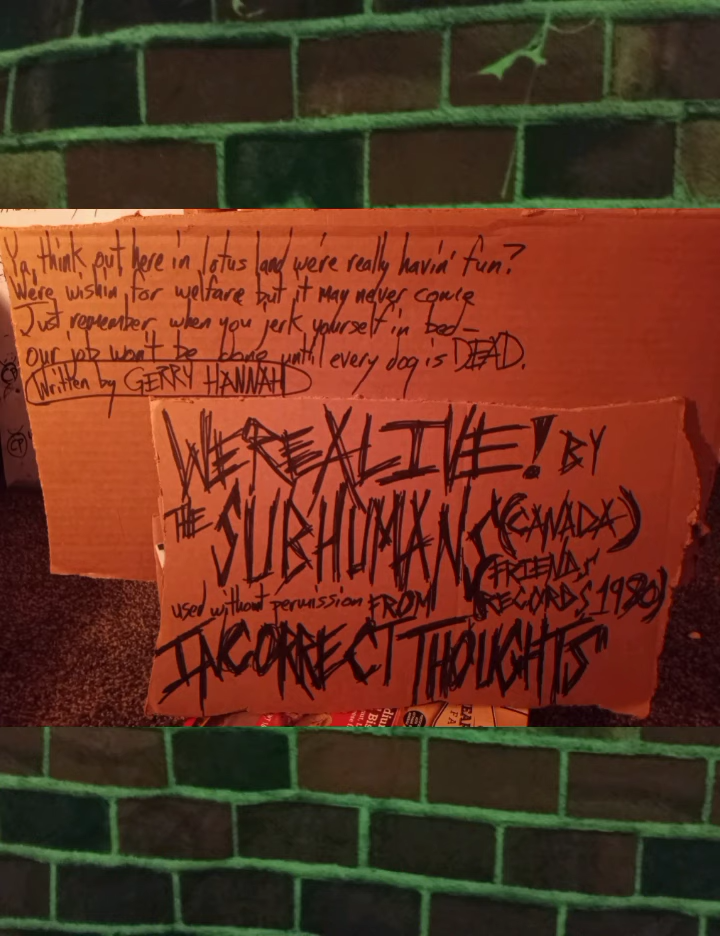 Ya think out here in lotus land we're really havin' fun?
We're wishin for welfare but it may never come
Just remember when you jerk yourself in bed—
our job won't be done until every dog is DEAD.
Written by GERRY HANNAH
WE'RE ALIVE! BY
THE SUBHUMANS (CANADA)
used without permission FROM (FRIENDS RECORDS 1980)
"INCORRECT THOUGHTS"
CP